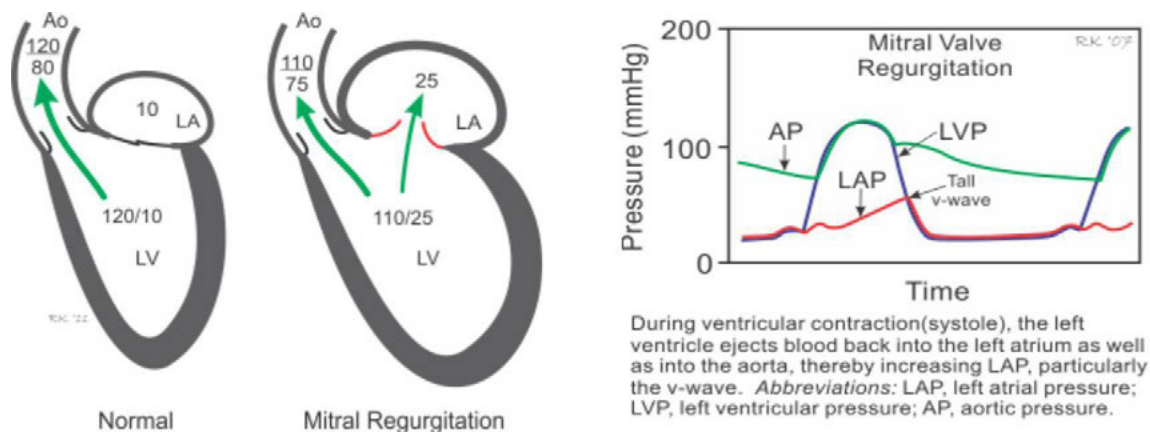 Ao
120
80
10
LA
120/10
LV
RK '22
Normal
Ao
110
75
25
LA
110/25
LV
Mitral Regurgitation
200
100
0
Pressure (mmHg)
Mitral Valve
Regurgitation
RK '07
AP
LVP
LAP
Tall
v-wave
Time
During ventricular contraction(systole), the left
ventricle ejects blood back into the left atrium as well
as into the aorta, thereby increasing LAP, particularly
the v-wave. Abbreviations: LAP, left atrial pressure;
LVP, left ventricular pressure; AP, aortic pressure.